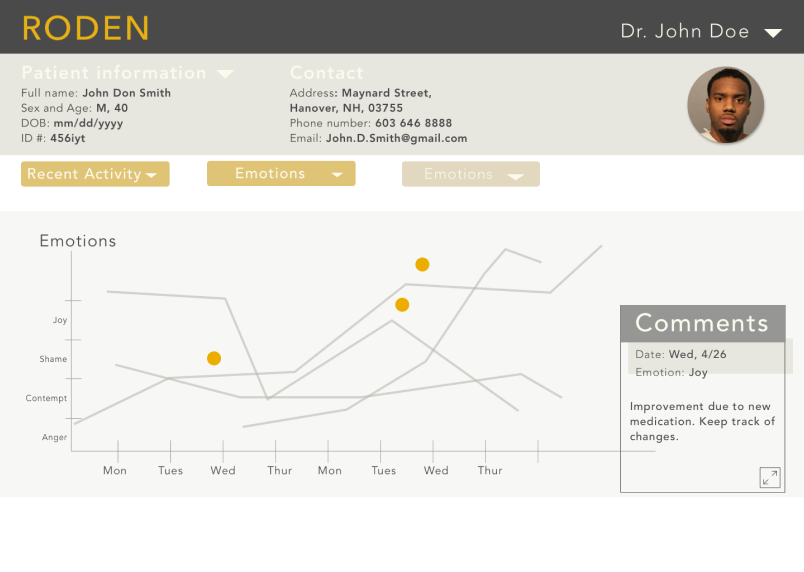 RODEN
Dr. John Doe
Patient information
Full name: John Don Smith
Sex and Age: M, 40
DOB: mm/dd/yyyy
ID #: 456iyt
Contact
Address: Maynard Street,
Hanover, NH, 03755
Phone number: 603 646 8888
Email: John.D.Smith@gmail.com
Recent Activity
Emotions
Emotions
Emotions
Joy
Shame
Contempt
Anger
Mon Tues Wed Thur Mon Tues Wed Thur
Comments
Date: Wed, 4/26
Emotion: Joy
Improvement due to new
medication. Keep track of
changes.